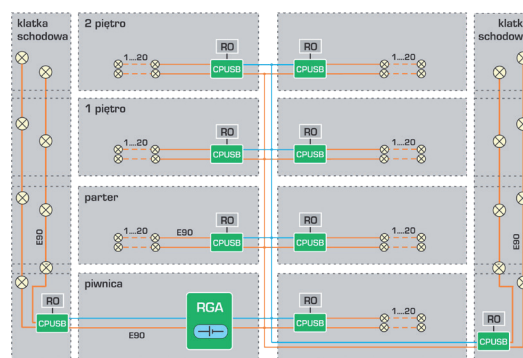 klatka
schodowa
2 piętro
RO
1...20
CPUSB
RO
CPUSB
1...20
klatka
schodowa
1 piętro
RO
1...20
CPUSB
RO
CPUSB
1...20
parter
RO
1...20
E90
CPUSB
RO
CPUSB
1...20
E90
E90
piwnica
RO
CPUSB
E90
RGA
RO
CPUSB
1...20
RO
CPUSB